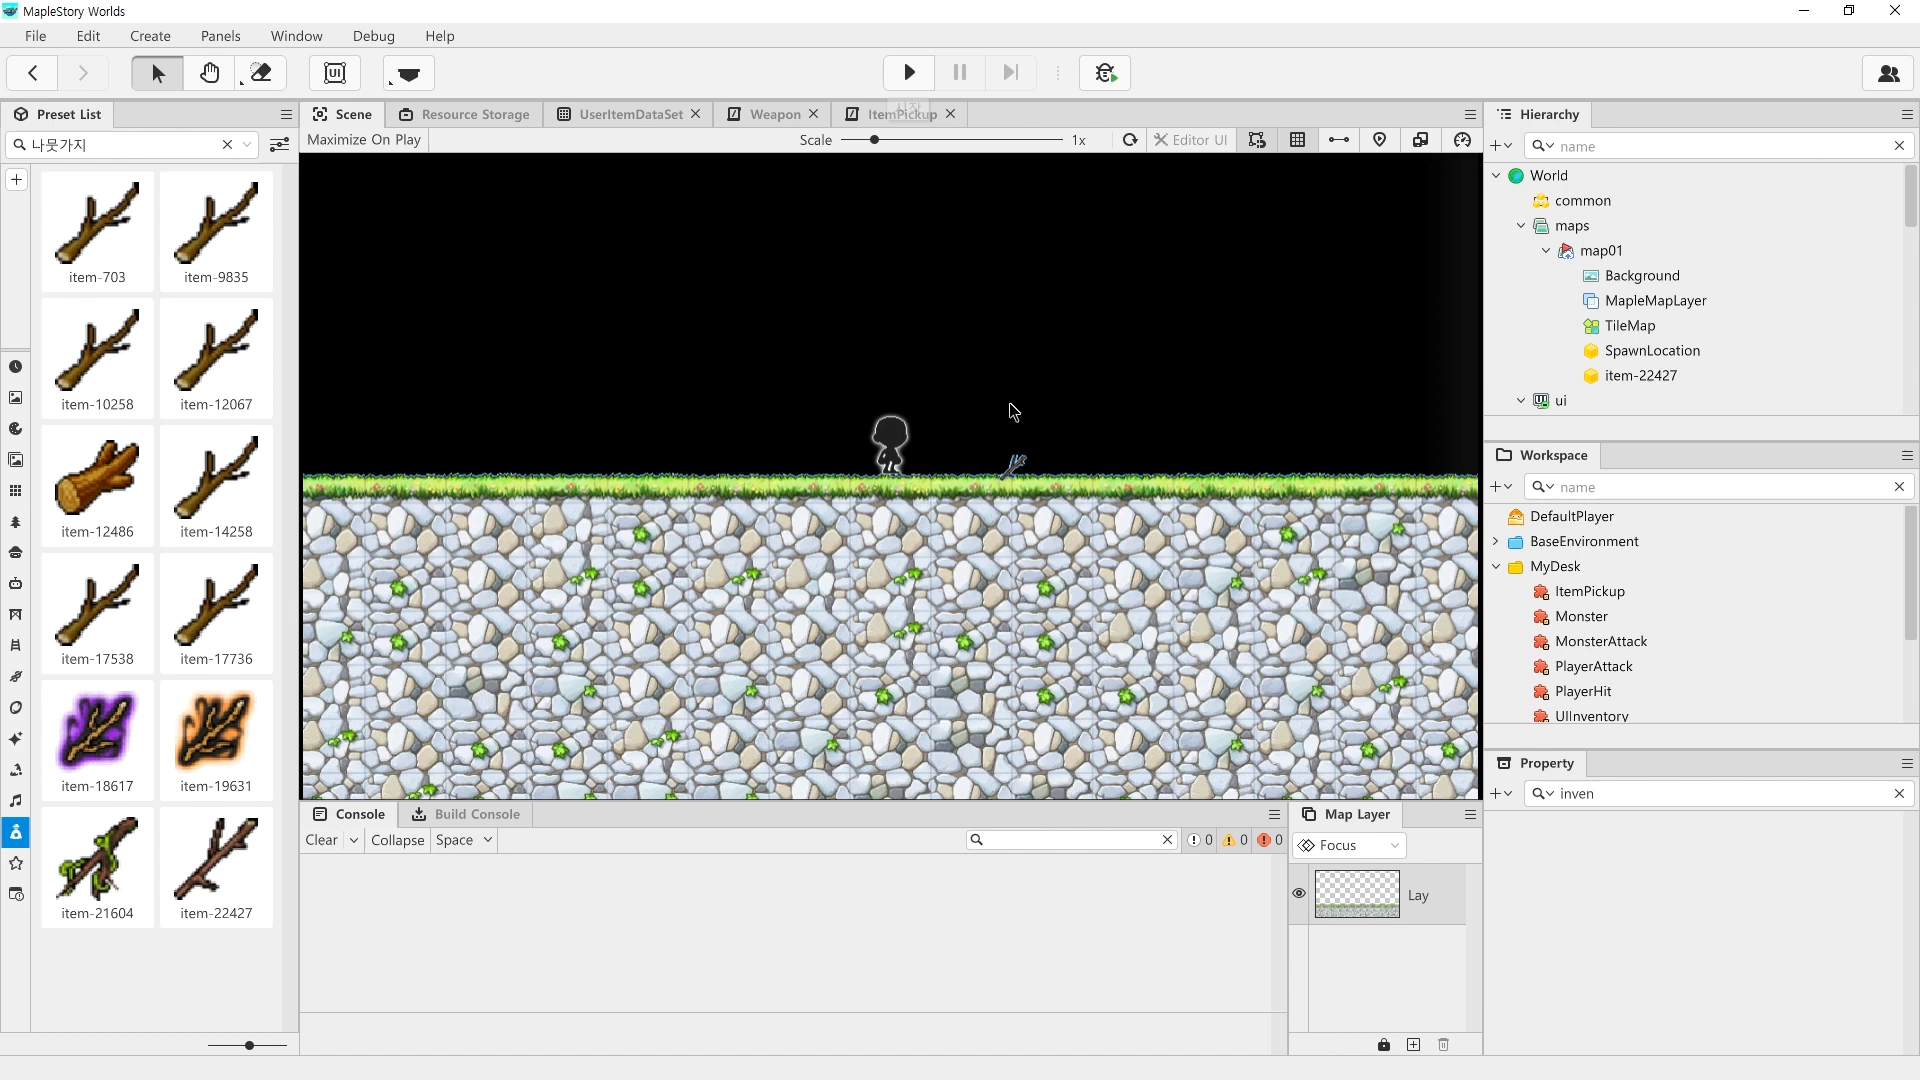 MapleStory Worlds
File Edit Create Panels Window Debug Help
UI
Preset List
나뭇가지
item-703 item-9835
item-10258 item-12067
item-12486 item-14258
item-17538 item-17736
item-18617 item-19631
item-21604 item-22427
Scene Resource Storage UserItemDataSet Weapon ItemPickup
시작
Maximize On Play Scale 1x Editor UI
Console Build Console
Clear Collapse Space 0 0 0
Map Layer
Focus
Lay
Hierarchy
name
World
common
maps
map01
Background
MapleMapLayer
TileMap
SpawnLocation
item-22427
ui
Workspace
name
DefaultPlayer
BaseEnvironment
MyDesk
ItemPickup
Monster
MonsterAttack
PlayerAttack
PlayerHit
UIInventory
Property
inven